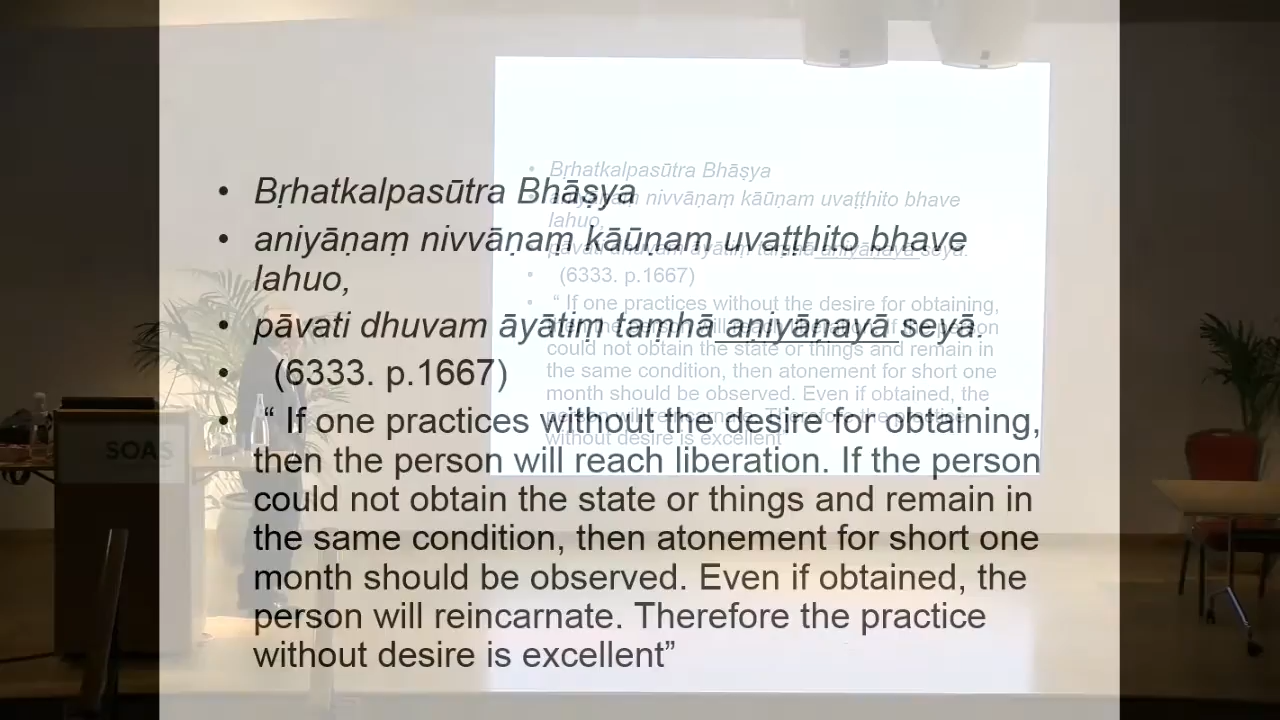 • Bṛhatkalpasūtra Bhāṣya
• aniyāṇaṃ nivvāṇaṃ kāūṇaṃ uvaṭṭhito bhave
lahuo,
• pāvati dhuvam āyātiṃ taṃhā aṇiyāṇayā seyā.
• (6333. p.1667)
• “ If one practices without the desire for obtaining,
then the person will reach liberation. If the person
could not obtain the state or things and remain in
the same condition, then atonement for short one
month should be observed. Even if obtained, the
person will reincarnate. Therefore the practice
without desire is excellent”
SOAS